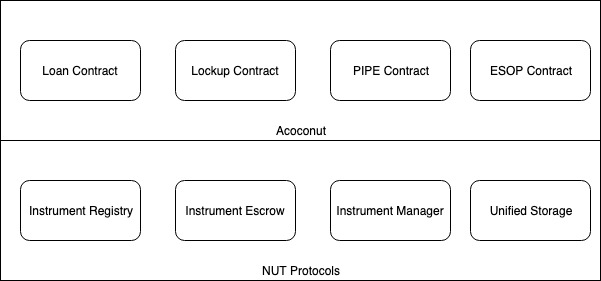 Loan Contract
Lockup Contract
PIPE Contract
ESOP Contract
Acoconut
Instrument Registry
Instrument Escrow
Instrument Manager
Unified Storage
NUT Protocols